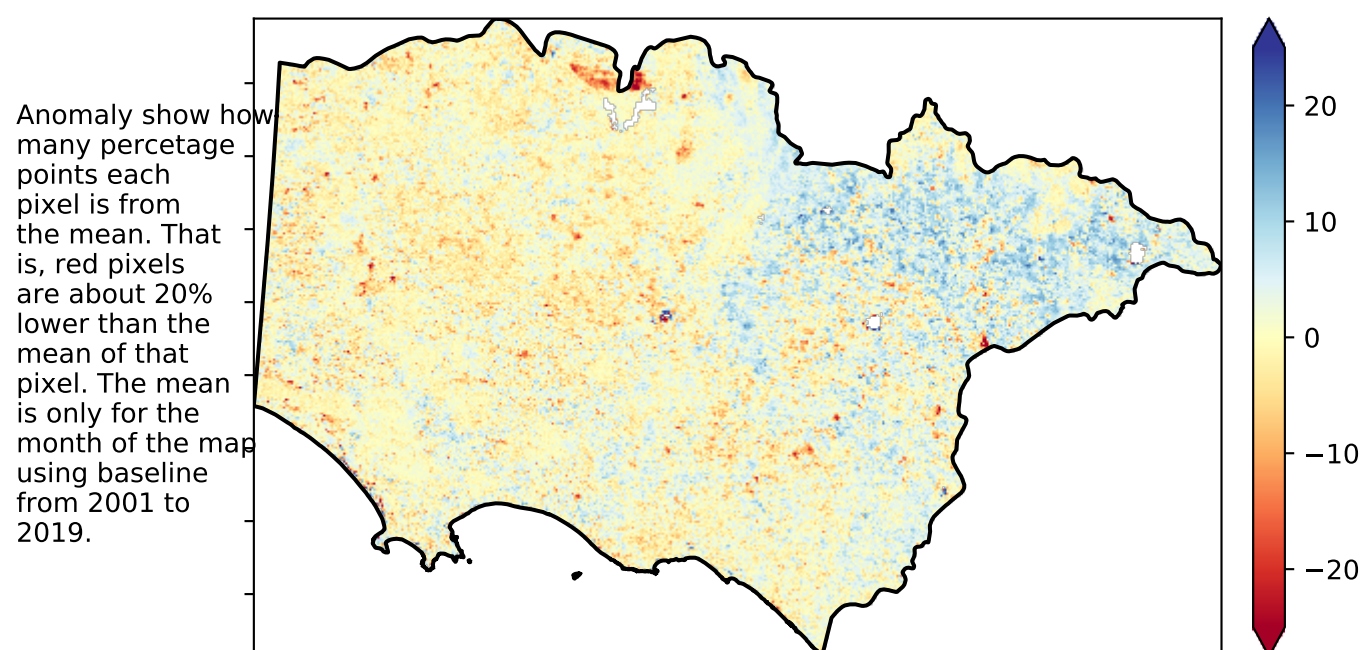 Anomaly show how
many percetage
points each
pixel is from
the mean. That
is, red pixels
are about 20%
lower than the
mean of that
pixel. The mean
is only for the
month of the map
using baseline
from 2001 to
2019.
20
10
0
−10
−20